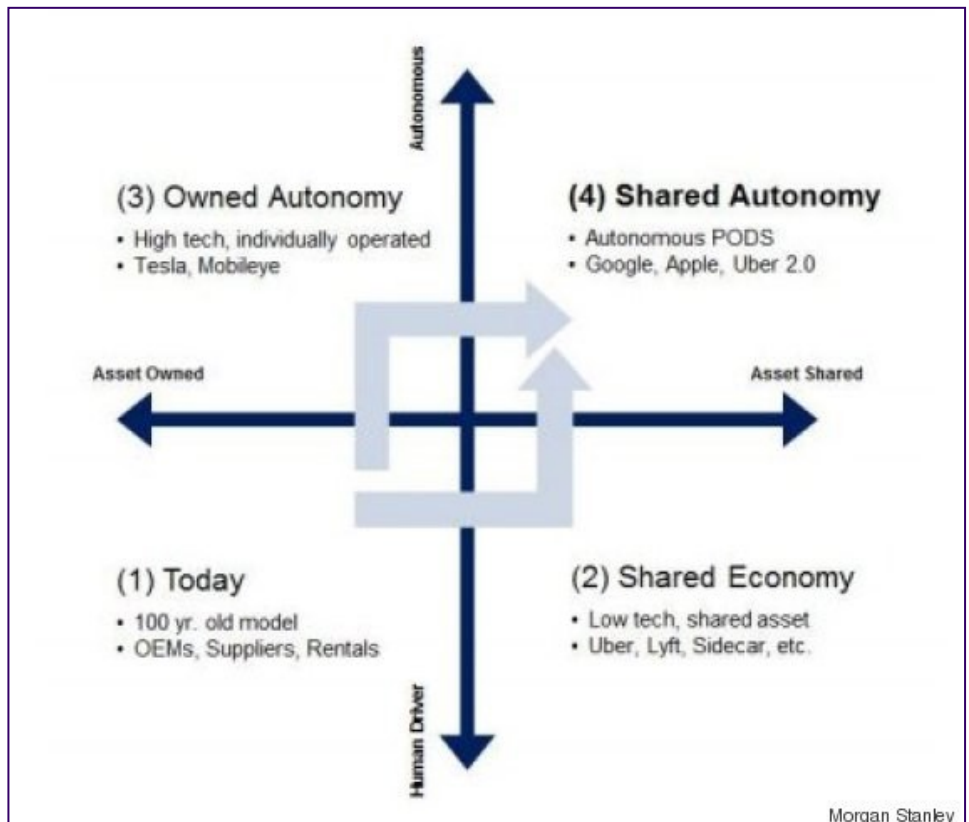 Autonomous
(3) Owned Autonomy
• High tech, individually operated
• Tesla, Mobileye
(4) Shared Autonomy
• Autonomous PODS
• Google, Apple, Uber 2.0
Asset Owned
Asset Shared
(1) Today
• 100 yr. old model
• OEMs, Suppliers, Rentals
(2) Shared Economy
• Low tech, shared asset
• Uber, Lyft, Sidecar, etc.
Human Driver
Morgan Stanley